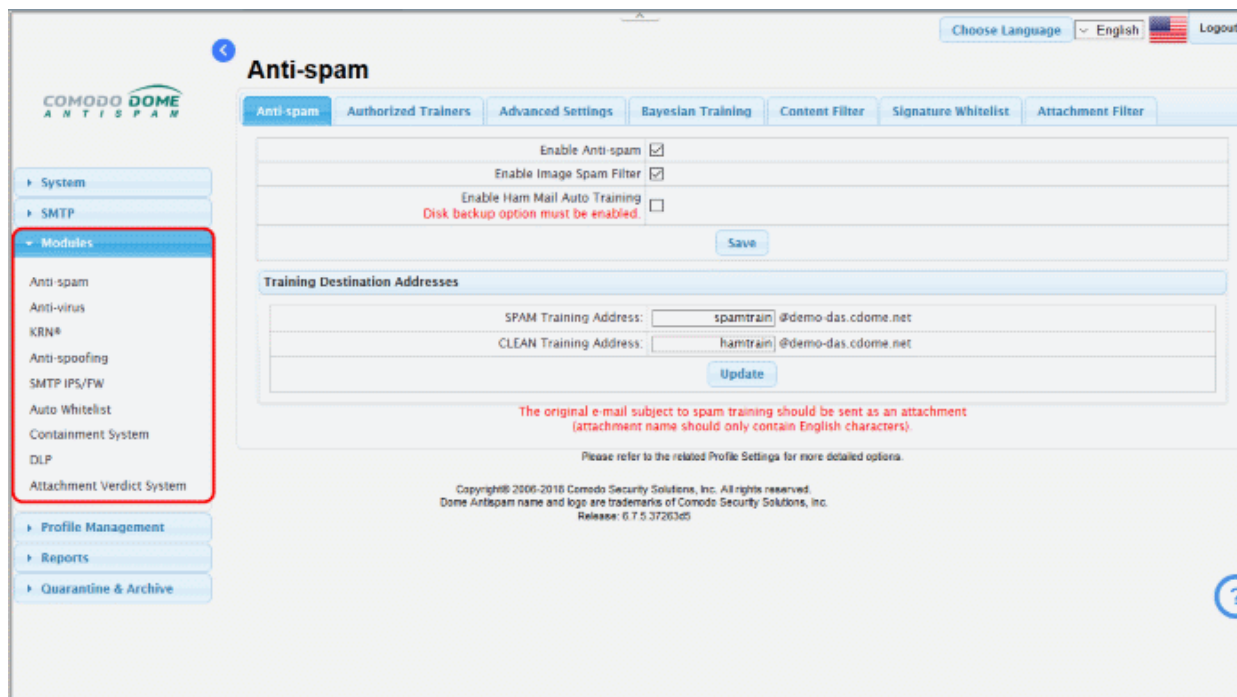 Choose Language
English
Logout
Anti-spam
COMODO DOME
ANTISPAM
Anti-spam
Authorized Trainers
Advanced Settings
Bayesian Training
Content Filter
Signature Whitelist
Attachment Filter
Enable Anti-spam
Enable Image Spam Filter
Enable Ham Mail Auto Training
Disk backup option must be enabled.
Save
Training Destination Addresses
SPAM Training Address: spamtrain @demo-das.cdome.net
CLEAN Training Address: hamtrain @demo-das.cdome.net
Update
The original e-mail subject to spam training should be sent as an attachment
(attachment name should only contain English characters).
Please refer to the related Profile Settings for more detailed options.
Copyright® 2006-2018 Comodo Security Solutions, Inc. All rights reserved.
Dome Antispam name and logo are trademarks of Comodo Security Solutions, Inc.
Release: 6.7.5.37263d5
System
SMTP
Modules
Anti-spam
Anti-virus
KRN®
Anti-spoofing
SMTP IPS/FW
Auto Whitelist
Containment System
DLP
Attachment Verdict System
Profile Management
Reports
Quarantine & Archive
?